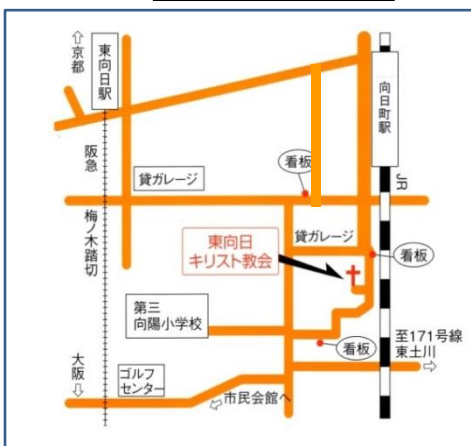 京都
東向日駅
向日町駅
阪急
貸ガレージ
看板
JR
梅ノ木踏切
東向日
キリスト教会
貸ガレージ
看板
第三
向陽小学校
看板
至171号線
東土川
大阪
ゴルフ
センター
市民会館へ